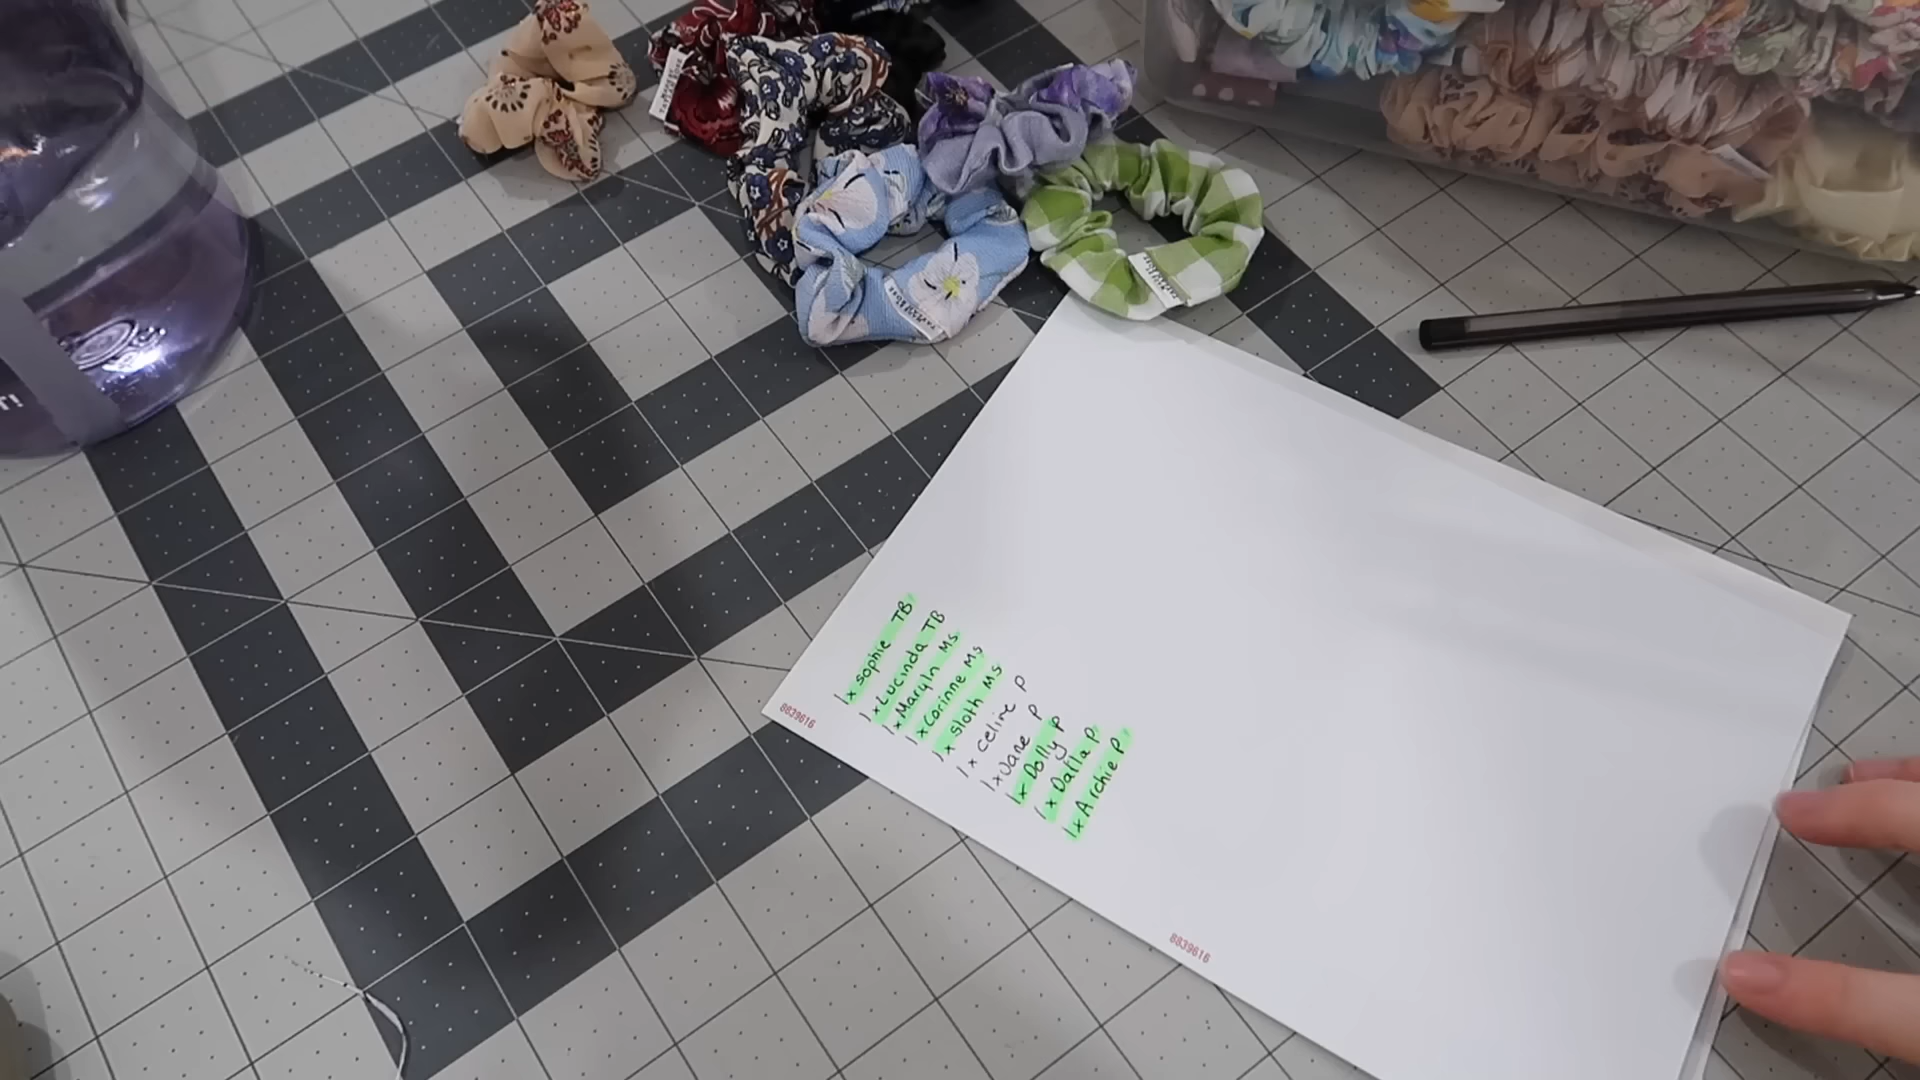 1x sophie TB
1x Lucinda TB
1x Maryln Ms
1x Corinne Ms
1x sloth Ms
1x celine P
1x Jane P
1x Dolly P
1x Dafla P
1x Archie P
8839616
8839616
T!